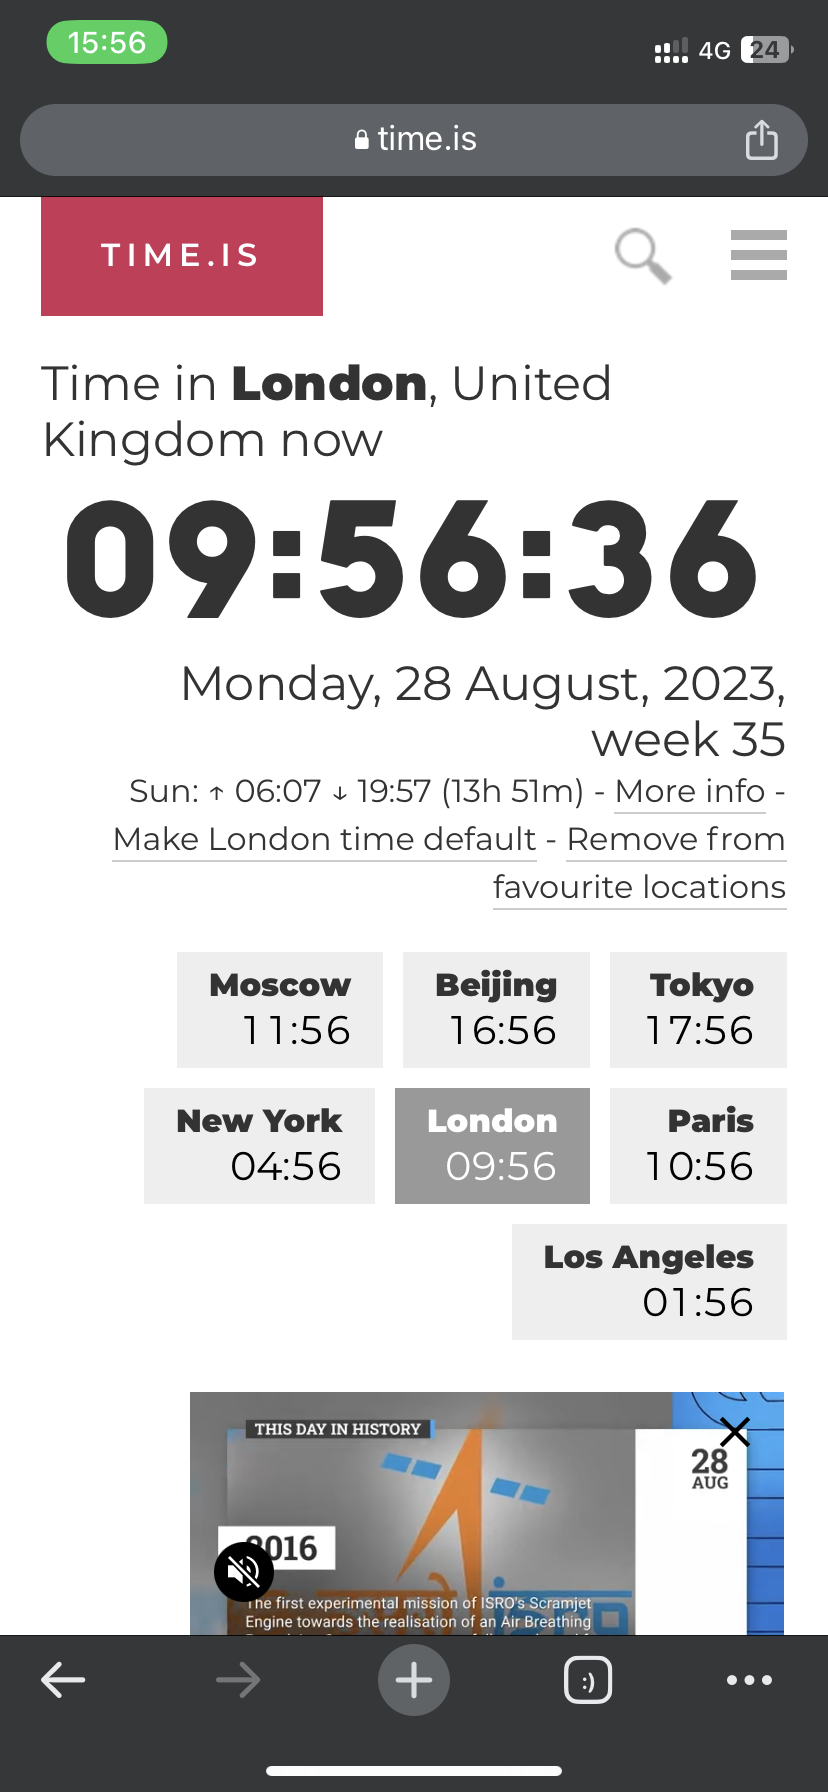 15:56
4G 24
time.is
TIME.IS
Time in London, United
Kingdom now
09:56:36
Monday, 28 August, 2023,
week 35
Sun: ↑ 06:07 ↓ 19:57 (13h 51m) - More info -
Make London time default - Remove from
favourite locations
Moscow
11:56
Beijing
16:56
Tokyo
17:56
New York
04:56
London
09:56
Paris
10:56
Los Angeles
01:56
THIS DAY IN HISTORY
28
AUG
2016
The first experimental mission of ISRO's Scramjet
Engine towards the realisation of an Air Breathing
:)